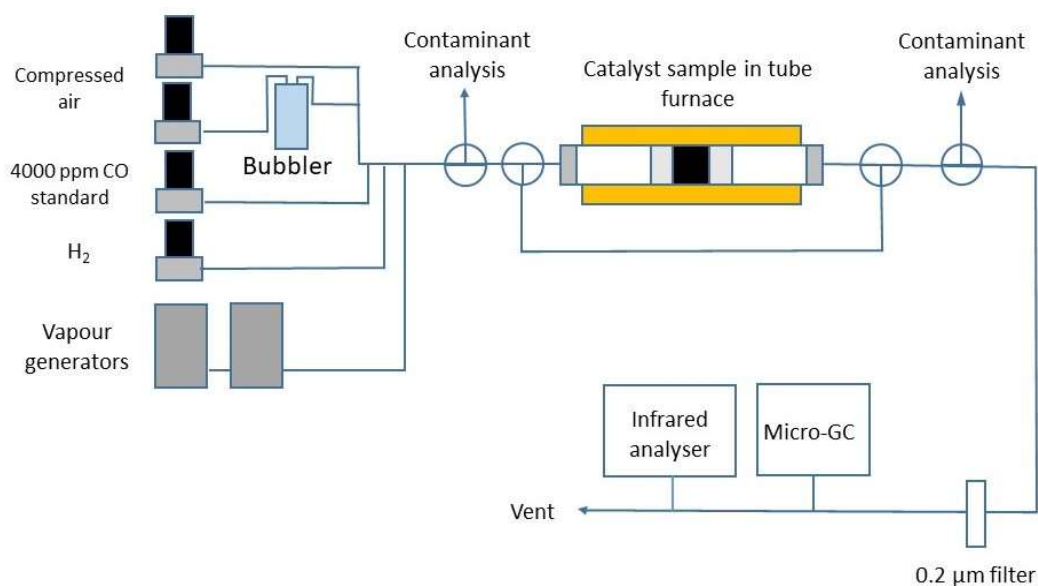 Compressed
air
Bubbler
4000 ppm CO
standard
H₂
Vapour
generators
Contaminant
analysis
Catalyst sample in tube
furnace
Contaminant
analysis
Infrared
analyser
Micro-GC
Vent
0.2 µm filter